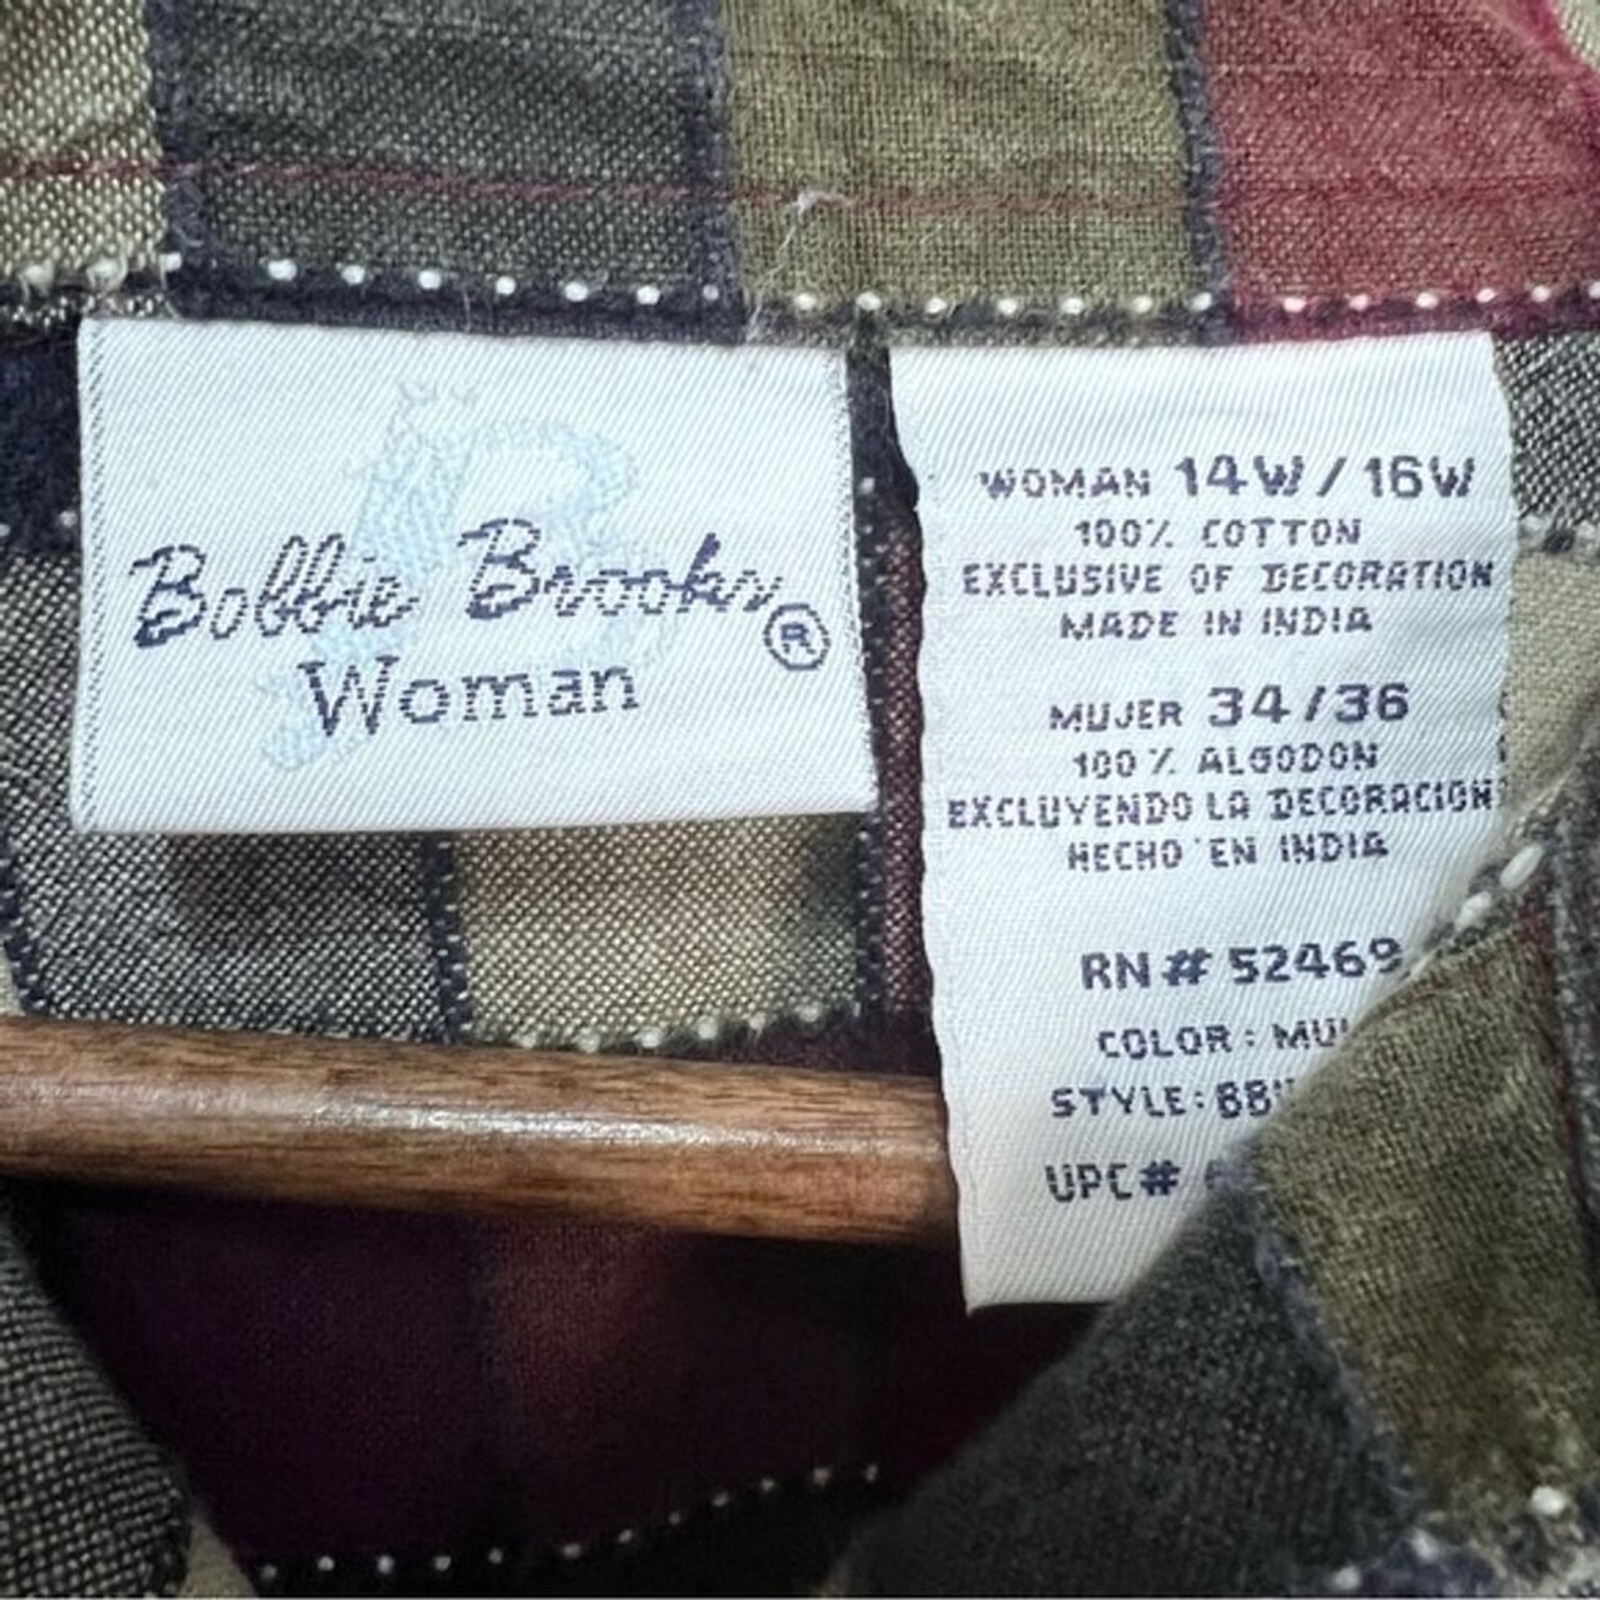 Bobbie Brooks®
Woman
WOMAN 14W/16W
100% COTTON
EXCLUSIVE OF DECORATION
MADE IN INDIA
MUJER 34/36
100% ALGODON
EXCLUYENDO LA DECORACION
HECHO EN INDIA
RN# 52469
COLOR:
STYLE:
UPC#